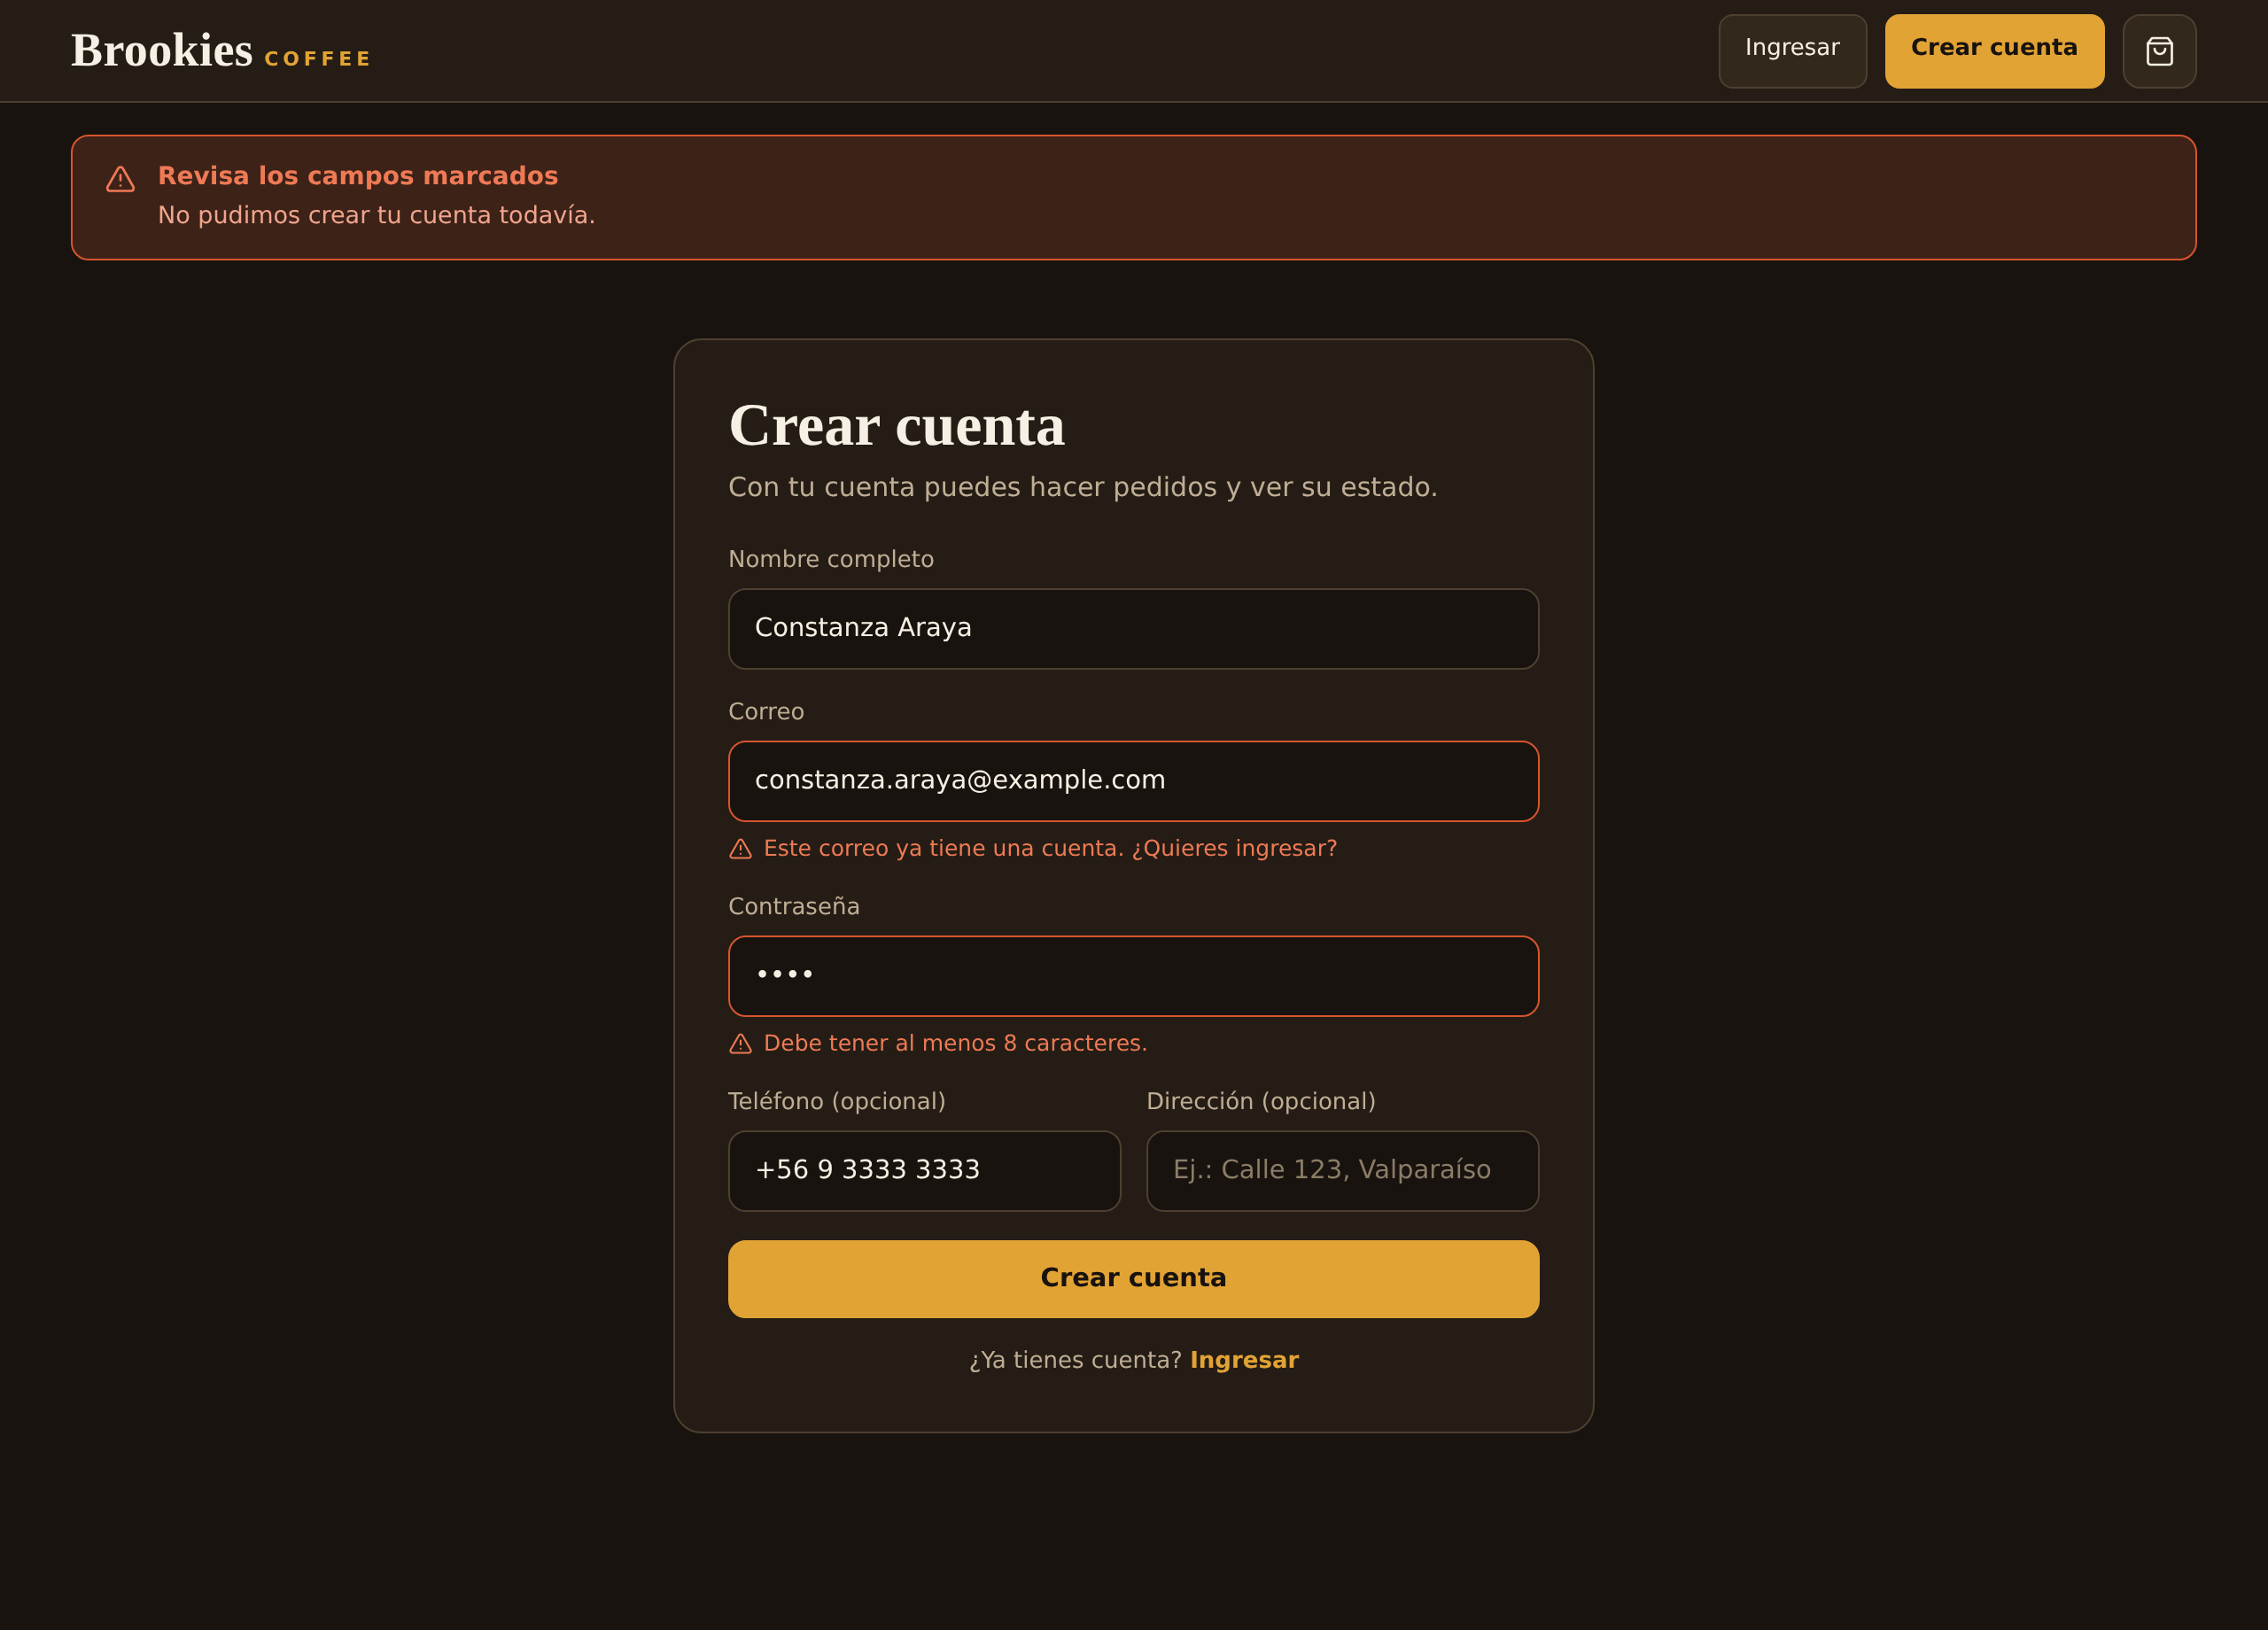 Brookies COFFEE
Ingresar
Crear cuenta
Revisa los campos marcados
No pudimos crear tu cuenta todavía.
Crear cuenta
Con tu cuenta puedes hacer pedidos y ver su estado.
Nombre completo
Constanza Araya
Correo
constanza.araya@example.com
Este correo ya tiene una cuenta. ¿Quieres ingresar?
Contraseña
••••
Debe tener al menos 8 caracteres.
Teléfono (opcional)
+56 9 3333 3333
Dirección (opcional)
Ej.: Calle 123, Valparaíso
Crear cuenta
¿Ya tienes cuenta? Ingresar